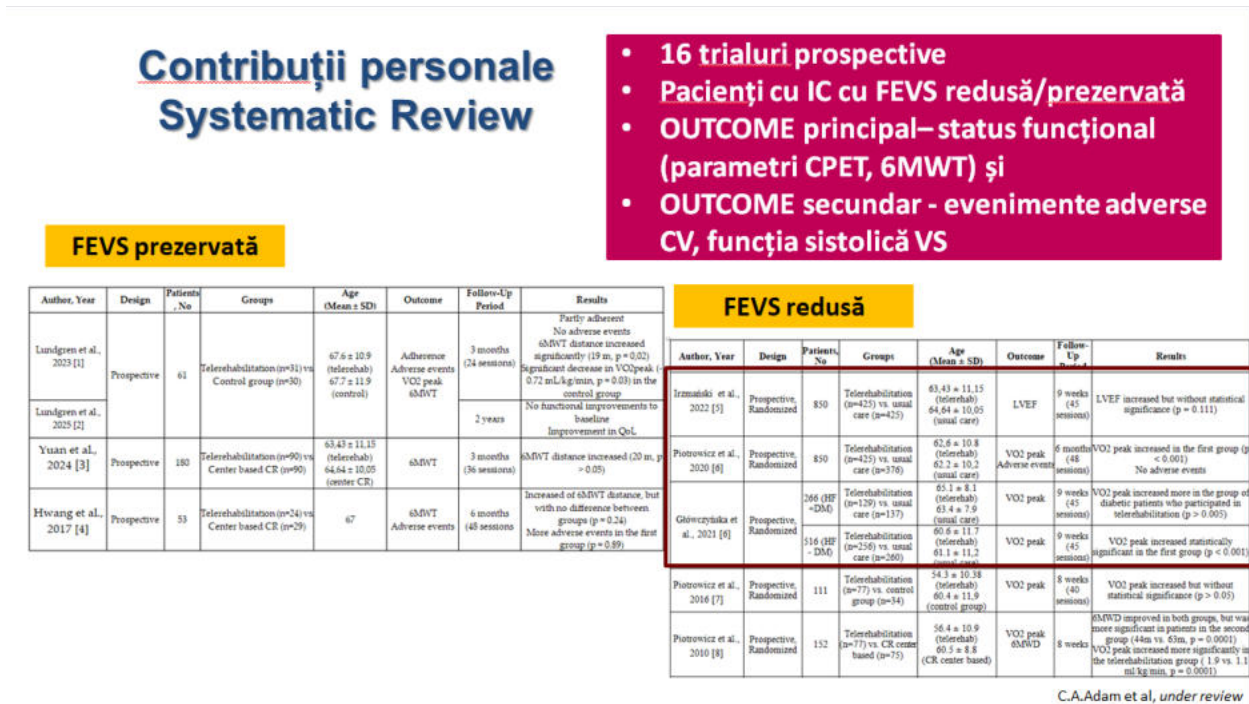 Contribuții personale
Systematic Review
• 16 trialuri prospective
• Pacienți cu IC cu FEVS redusă/prezervată
• OUTCOME principal– status funcțional
(parametri CPET, 6MWT) și
• OUTCOME secundar - evenimente adverse
CV, funcția sistolică VS
FEVS prezervată
Author, Year Design Patients, No Groups Age (Mean ± SD) Outcome Follow-Up Period Results
Lundgren et al., 2023 [1] Prospective 61 Telerehabilitation (n=31) vs Control group (n=30) 67.6 ± 10.9 (telerehab) 67.7 ± 11.9 (control) Adherence Adverse events VO2 peak 6MWT 3 months (24 sessions) Partly adherent No adverse events 6MWT distance increased significantly (19 m, p = 0,02) Significant decrease in VO2peak (-0.72 mL/kg/min, p = 0.03) in the control group
Lundgren et al., 2025 [2] 2 years No functional improvements to baseline Improvement in QoL
Yuan et al., 2024 [3] Prospective 180 Telerehabilitation (n=90) vs Center based CR (n=90) 63,43 ± 11,15 (telerehab) 64,64 ± 10,05 (center CR) 6MWT 3 months (36 sessions) 6MWT distance increased (20 m, p > 0.05)
Hwang et al., 2017 [4] Prospective 53 Telerehabilitation (n=24) vs Center based CR (n=29) 67 6MWT Adverse events 6 months (48 sessions Increased of 6MWT distance, but with no difference between groups (p = 0.24) More adverse events in the first group (p = 0.89)
FEVS redusă
Author, Year Design Patients, No Groups Age (Mean ± SD) Outcome Follow-Up Period Results
Irzmański et al., 2022 [5] Prospective, Randomized 850 Telerehabilitation (n=425) vs. usual care (n=425) 63,43 ± 11,15 (telerehab) 64,64 ± 10,05 (usual care) LVEF 9 weeks (45 sessions) LVEF increased but without statistical significance (p = 0.111)
Piotrowicz et al., 2020 [6] Prospective, Randomized 850 Telerehabilitation (n=425) vs. usual care (n=376) 62,6 ± 10.8 (telerehab) 62.2 ± 10,2 (usual care) VO2 peak Adverse events 6 months (48 sessions) VO2 peak increased in the first group (p < 0.001) No adverse events
Główczyńska et al., 2021 [6] Prospective, Randomized 266 (HF +DM) Telerehabilitation (n=129) vs. usual care (n=137) 65.1 ± 8.1 (telerehab) 63.4 ± 7.9 (usual care) VO2 peak 9 weeks (45 sessions) VO2 peak increased more in the group of diabetic patients who participated in telerehabilitation (p > 0.005)
516 (HF - DM) Telerehabilitation (n=256) vs. usual care (n=260) 60.6 ± 11.7 (telerehab) 61.1 ± 11,2 (usual care) VO2 peak 9 weeks (45 sessions) VO2 peak increased statistically significant in the first group (p < 0.001)
Piotrowicz et al., 2016 [7] Prospective, Randomized 111 Telerehabilitation (n=77) vs. control group (n=34) 54.3 ± 10.38 (telerehab) 60.4 ± 11,9 (control group) VO2 peak 8 weeks (40 sessions) VO2 peak increased but without statistical significance (p > 0.05)
Piotrowicz et al., 2010 [8] Prospective, Randomized 152 Telerehabilitation (n=77) vs. CR center based (n=75) 56.4 ± 10.9 (telerehab) 60.5 ± 8.8 (CR center based) VO2 peak 6MWD 8 weeks 6MWD improved in both groups, but was more significant in patients in the second group (44m vs. 63m, p = 0.0001) VO2 peak increased more significantly in the telerehabilitation group ( 1.9 vs. 1.1 ml/kg/min, p = 0.0001)
C.A.Adam et al, under review